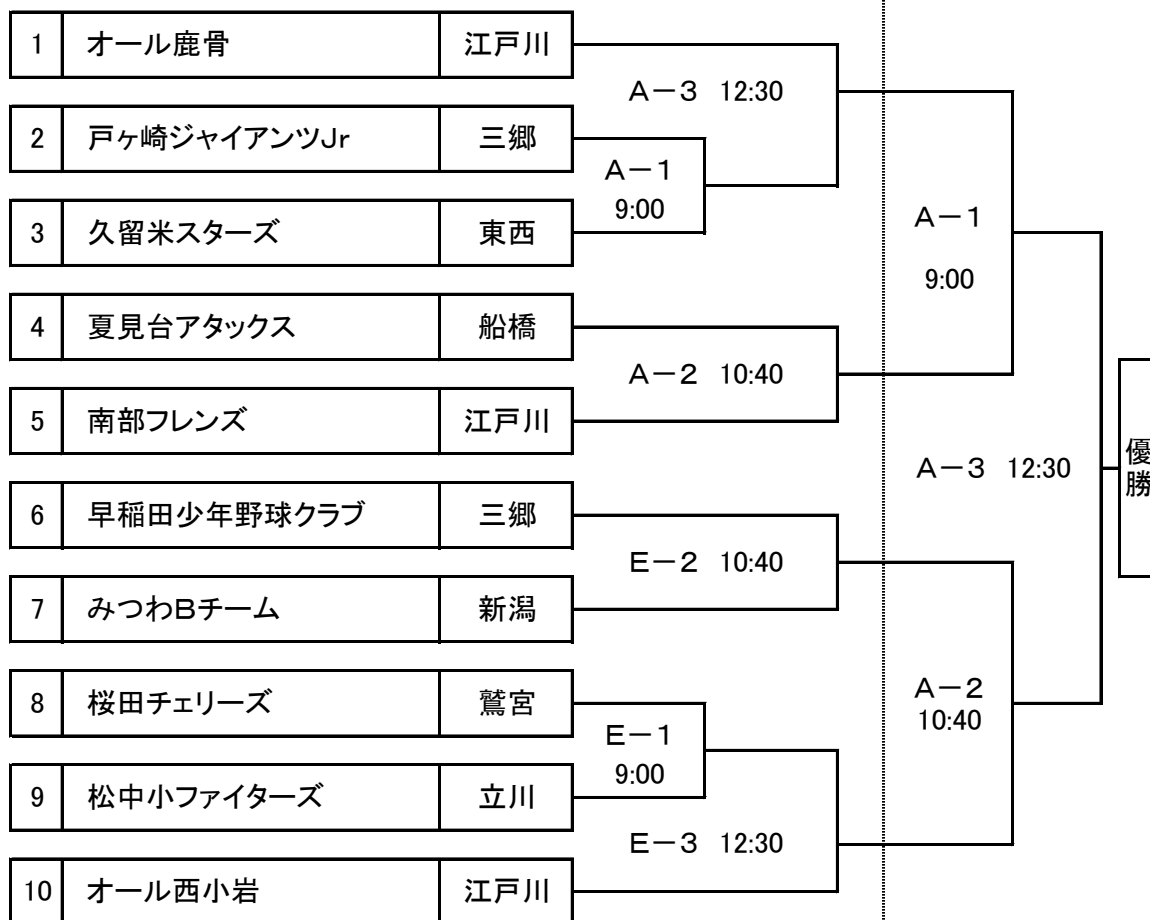 1 オール鹿骨 江戸川
A－3 12:30
2 戸ヶ崎ジャイアンツJr 三郷
A－1
9:00
3 久留米スターズ 東西
A－1
9:00
4 夏見台アタックス 船橋
A－2 10:40
5 南部フレンズ 江戸川
A－3 12:30
優勝
6 早稲田少年野球クラブ 三郷
E－2 10:40
7 みつわBチーム 新潟
8 桜田チェリーズ 鷲宮
E－1
9:00
A－2
10:40
9 松中小ファイターズ 立川
E－3 12:30
10 オール西小岩 江戸川